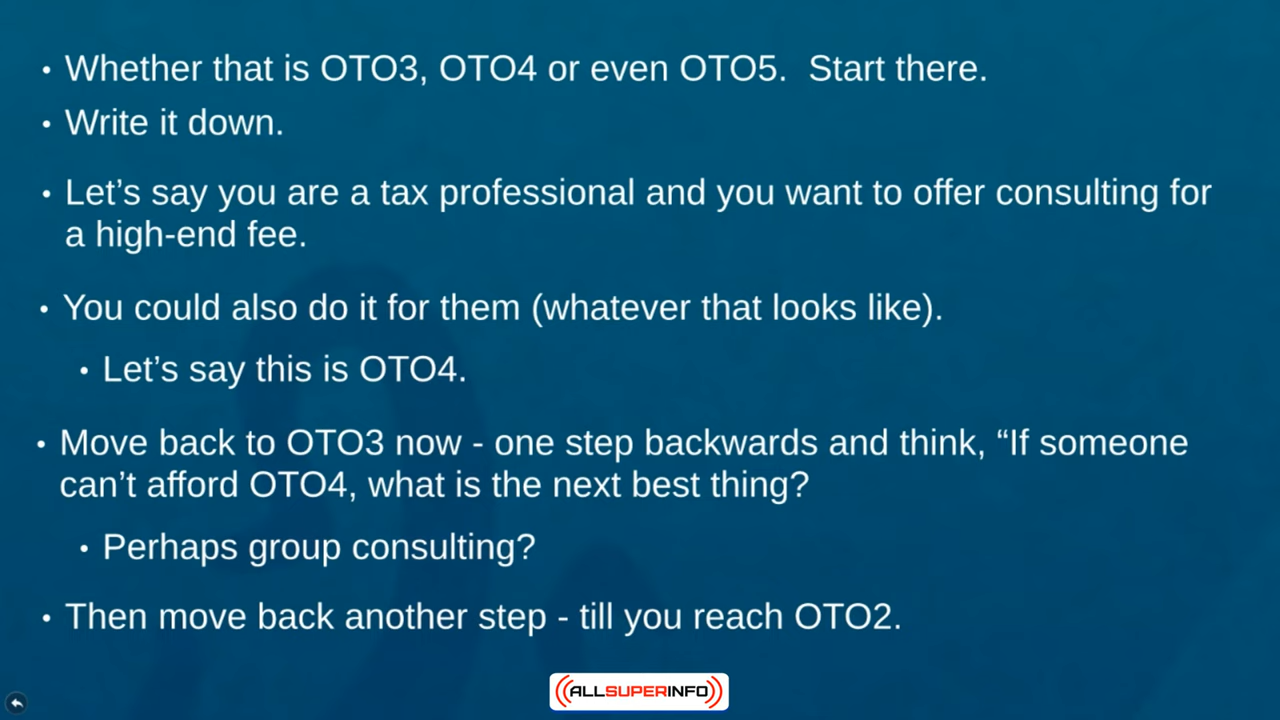 • Whether that is OTO3, OTO4 or even OTO5.  Start there.
• Write it down.
• Let’s say you are a tax professional and you want to offer consulting for
a high-end fee.
• You could also do it for them (whatever that looks like).
• Let’s say this is OTO4.
• Move back to OTO3 now - one step backwards and think, “If someone
can’t afford OTO4, what is the next best thing?
• Perhaps group consulting?
• Then move back another step - till you reach OTO2.
ALLSUPERINFO